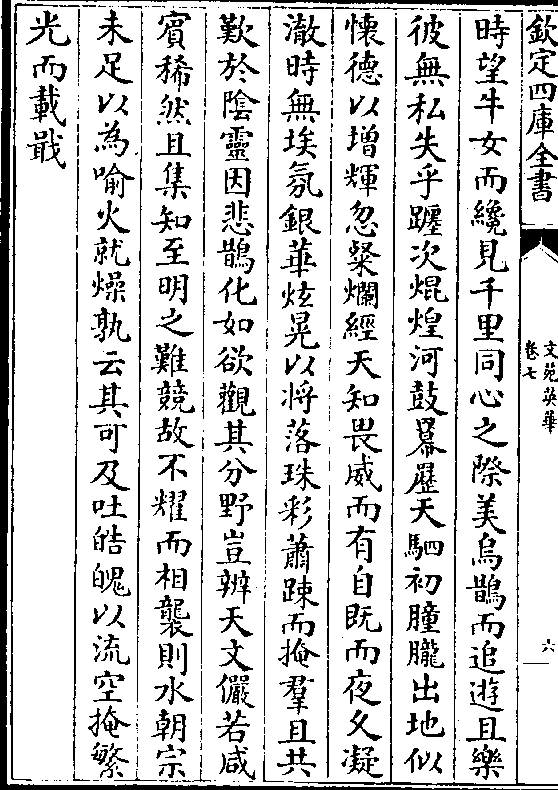 欽定四庫全書
文苑英華
卷七
六
時望牛女而纔見千里同心之際美烏鵲而追遊且樂
彼無私失乎躔次焜煌河鼓羃歷天駟初朣朧出地似
懷德以增輝忽粲爛經天知畏威而有自既而夜久凝
澈時無埃氛銀華炫晃以將落珠彩蕭踈而掩羣且共
歎於陰靈因悲鵲化如欲觀其分野豈辨天文儼若咸
賓稀然且集知至明之難競故不耀而相襲則水朝宗
未足以為喻火就燥孰云其可及吐皓魄以流空掩繁
光而載戢